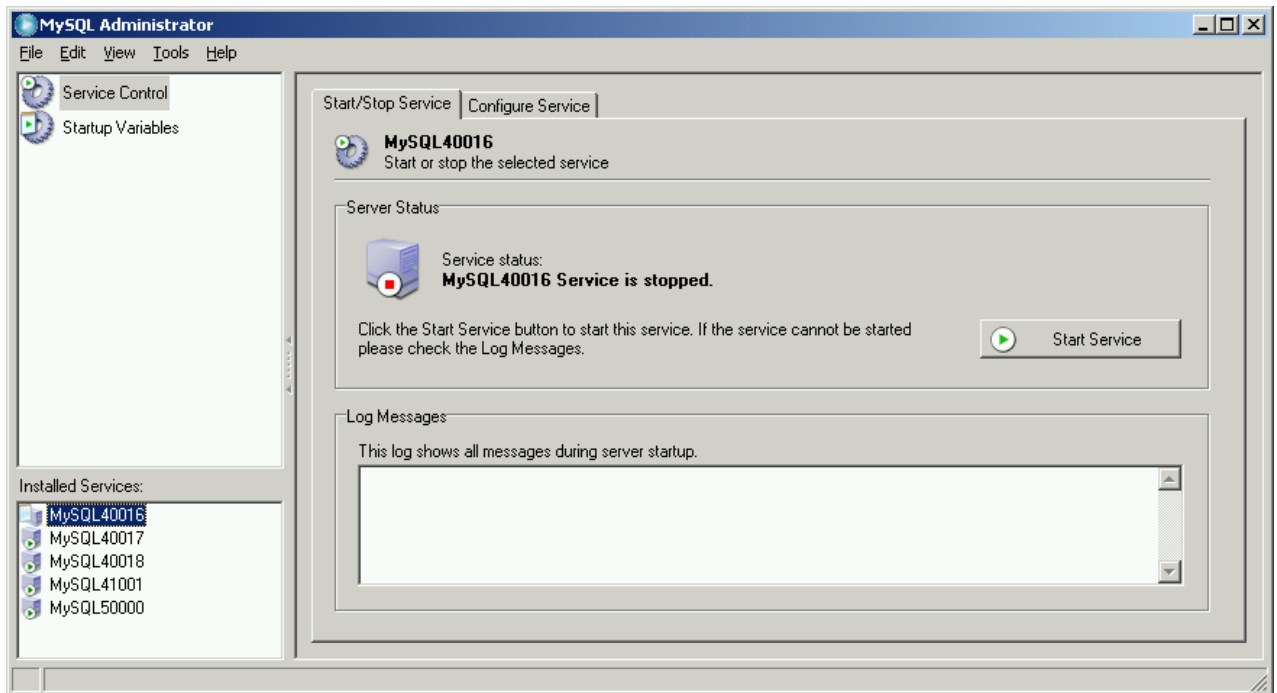 MySQL Administrator
File Edit View Tools Help
Service Control
Startup Variables
Installed Services:
MySQL40016
MySQL40017
MySQL40018
MySQL41001
MySQL50000
Start/Stop Service Configure Service
MySQL40016
Start or stop the selected service
Server Status
Service status:
MySQL40016 Service is stopped.
Click the Start Service button to start this service. If the service cannot be started
please check the Log Messages.
Start Service
Log Messages
This log shows all messages during server startup.